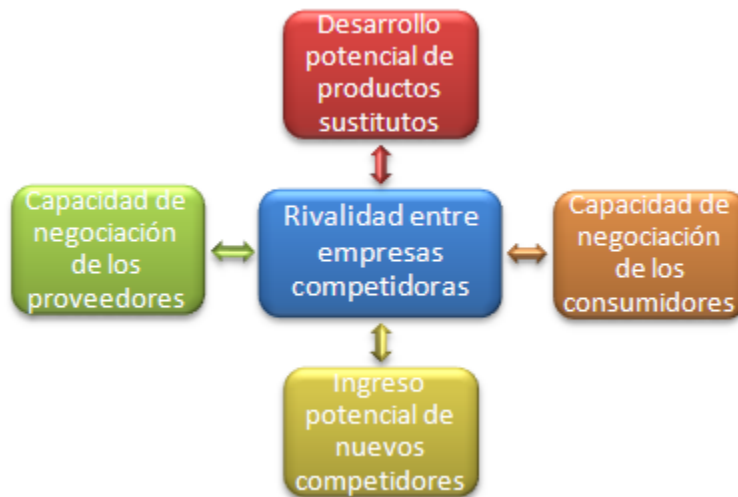 Desarrollo
potencial de
productos
sustitutos
Capacidad de
negociación
de los
proveedores
Rivalidad entre
empresas
competidoras
Capacidad de
negociación
de los
consumidores
Ingreso
potencial de
nuevos
competidores